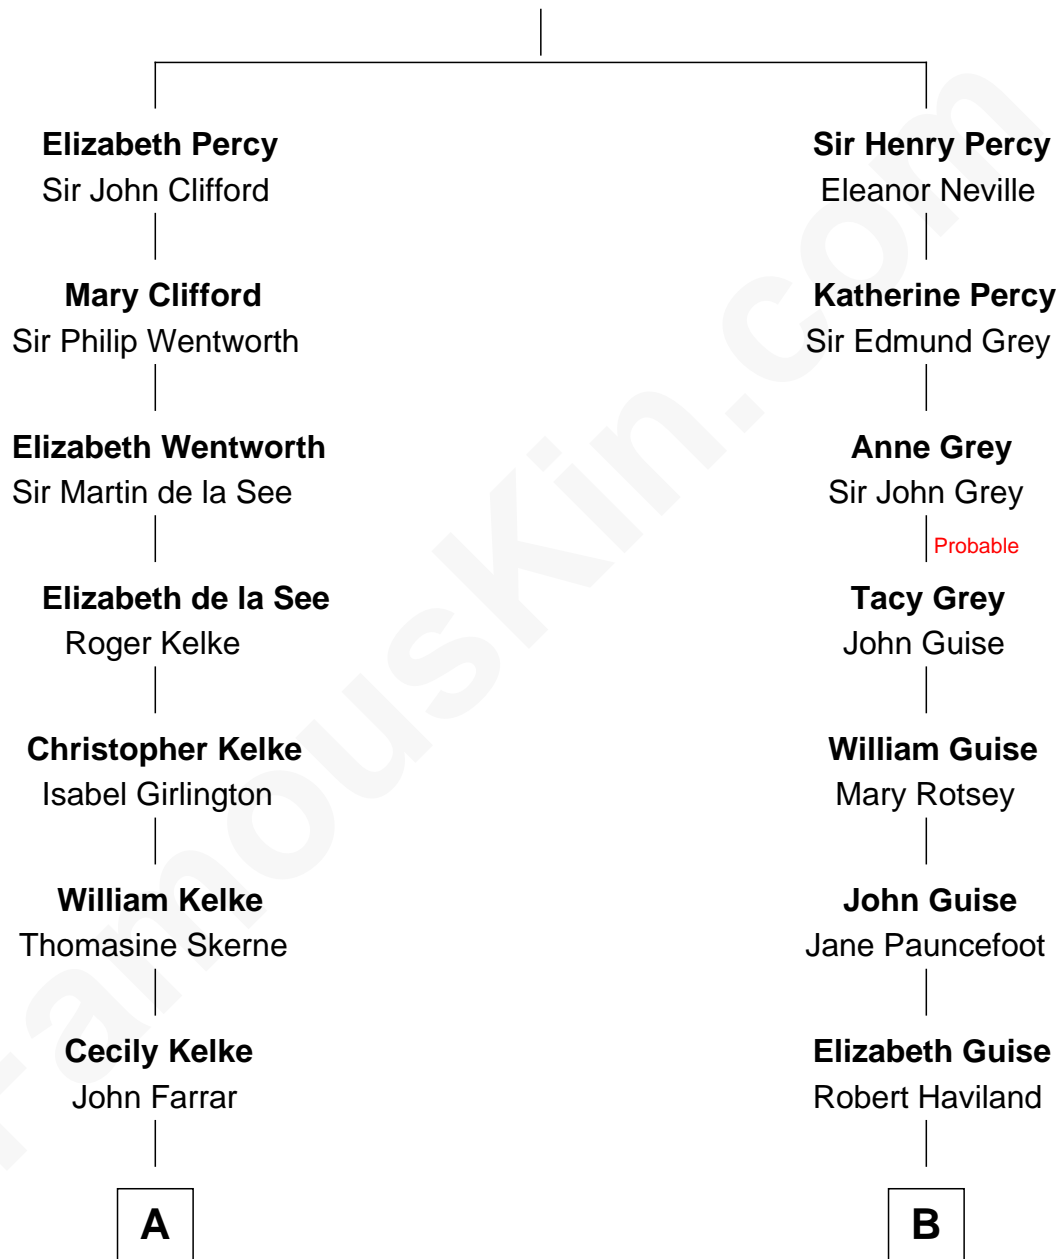 Elizabeth Percy
Sir John Clifford
Mary Clifford
Sir Philip Wentworth
Elizabeth Wentworth
Sir Martin de la See
Elizabeth de la See
Roger Kelke
Christopher Kelke
Isabel Girlington
William Kelke
Thomasine Skerne
Cecily Kelke
John Farrar
A
Sir Henry Percy
Eleanor Neville
Katherine Percy
Sir Edmund Grey
Anne Grey
Sir John Grey
Probable
Tacy Grey
John Guise
William Guise
Mary Rotsey
John Guise
Jane Pauncefoot
Elizabeth Guise
Robert Haviland
B
FamousKin.com